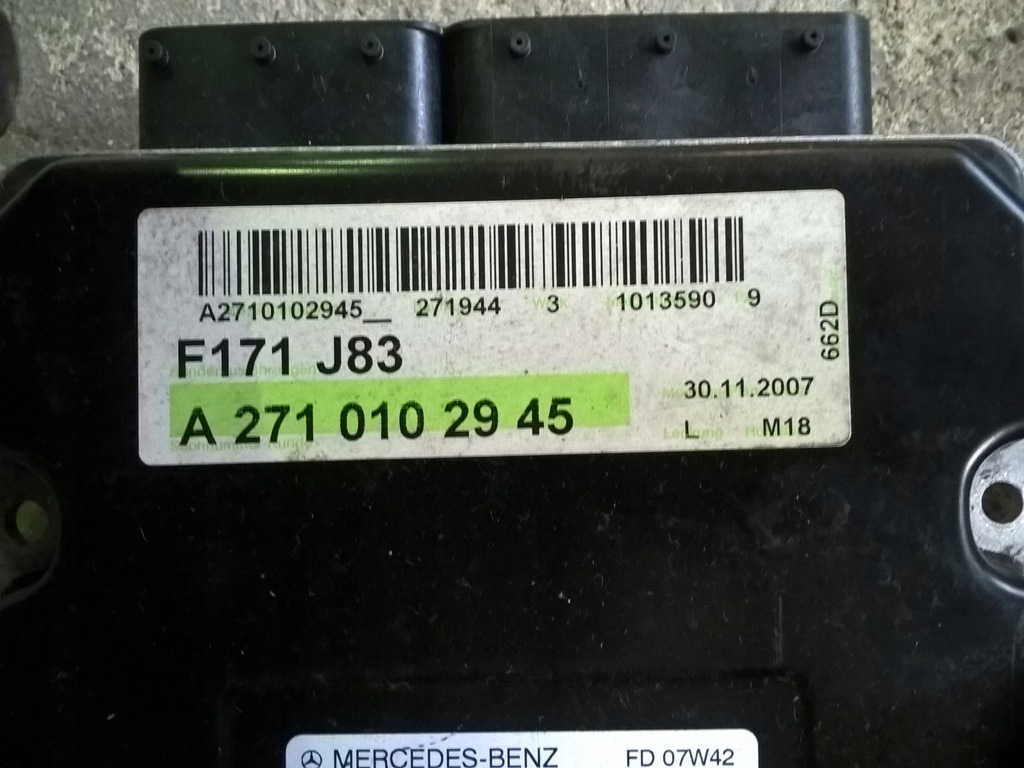 A2710102945__ 271944 3 1013590 9
F171 J83
A 271 010 29 45
30.11.2007
L M18
662D
MERCEDES-BENZ FD 07W42